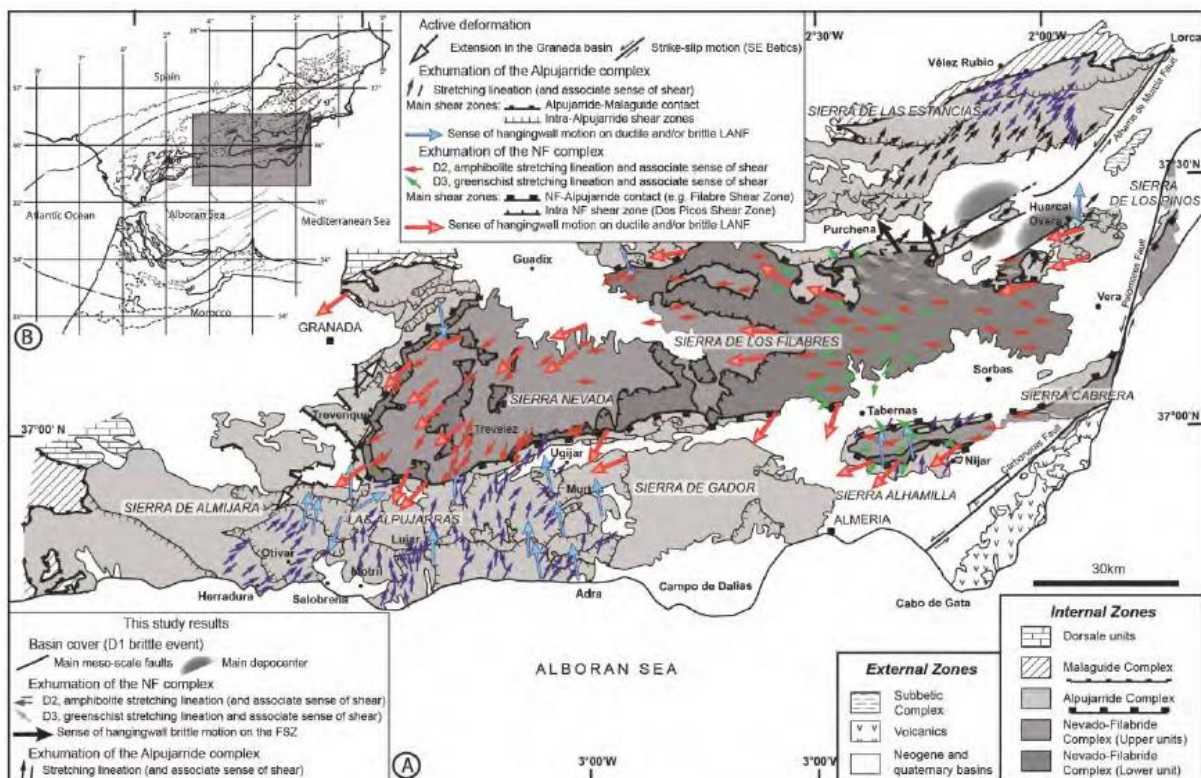 B
Spain
Atlantic Ocean
Alboran Sea
Mediterranean Sea
Morocco
Active deformation
Extension in the Granada basin
Strike-slip motion (SE Betics)
Exhumation of the Alpujarride complex
Stretching lineation (and associate sense of shear)
Main shear zones:
Alpujarride-Malaguide contact
Intra-Alpujarride shear zones
Sense of hangingwall motion on ductile and/or brittle LANF
Exhumation of the NF complex
D2, amphibolite stretching lineation and associate sense of shear
D3, greenschist stretching lineation and associate sense of shear
Main shear zones:
NF-Alpujarride contact (e.g. Filabre Shear Zone)
Intra NF shear zone (Dos Picos Shear Zone)
Sense of hangingwall motion on ductile and/or brittle LANF
2°30'
2°00'
Lorca
Vélez Rubio
SIERRA DE LAS ESTANCIAS
Alhama de Murcia Fault
37°30' N
SIERRA
DE LOS PINOS
Huercal
Overa
Purchena
Guadix
GRANADA
Vera
Palomares Fault
SIERRA DE LOS FILABRES
Sorbas
SIERRA NEVADA
SIERRA CABRERA
Trevenque
Trevelez
Tabernas
37°00' N
37°00' N
Ugijar
Nijar
Carboneras Fault
SIERRA DE GADOR
SIERRA ALHAMILLA
SIERRA DE ALMIJARA
LAS ALPUJARRAS
ALMERIA
Lujar
Otivar
Motril
Herradura
Salobreña
Adra
Campo de Dalias
Cabo de Gata
30km
This study results
Basin cover (D1 brittle event)
Main meso-scale faults
Main depocenter
Exhumation of the NF complex
D2, amphibolite stretching lineation (and associate sense of shear)
D3, greenschist stretching lineation (and associate sense of shear)
Sense of hangingwall brittle motion on the FSZ
Exhumation of the Alpujarride complex
Stretching lineation (and associate sense of shear)
ALBORAN SEA
A
3°00'
3°00'
2°00'
External Zones
Subbetic
Complex
Volcanics
Neogene and
quaternary basins
Internal Zones
Dorsale units
Malaguide Complex
Alpujarride Complex
Nevado-Filabride
Complex (Upper units)
Nevado-Filabride
Complex (Lower unit)